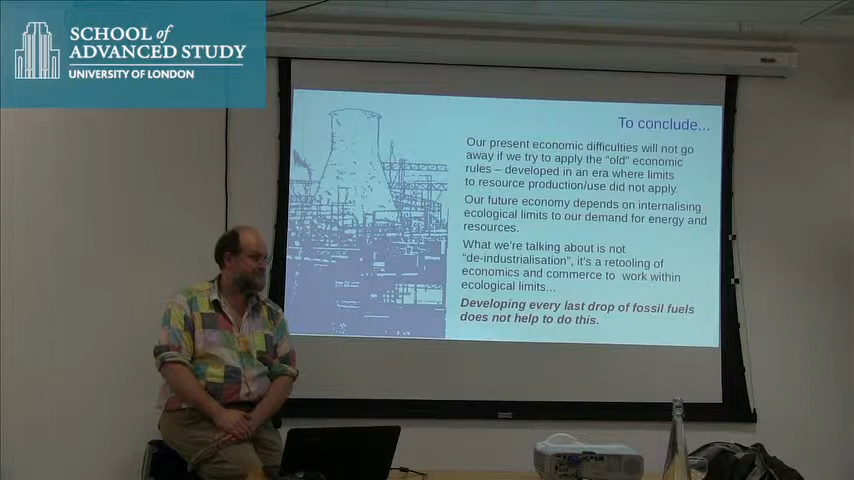 SCHOOL of
ADVANCED STUDY
UNIVERSITY OF LONDON
To conclude...
Our present economic difficulties will not go
away if we try to apply the "old" economic
rules – developed in an era where limits
to resource production/use did not apply.
Our future economy depends on internalising
ecological limits to our demand for energy and
resources.
What we're talking about is not
"de-industrialisation", it's a retooling of
economics and commerce to work within
ecological limits...
Developing every last drop of fossil fuels
does not help to do this.